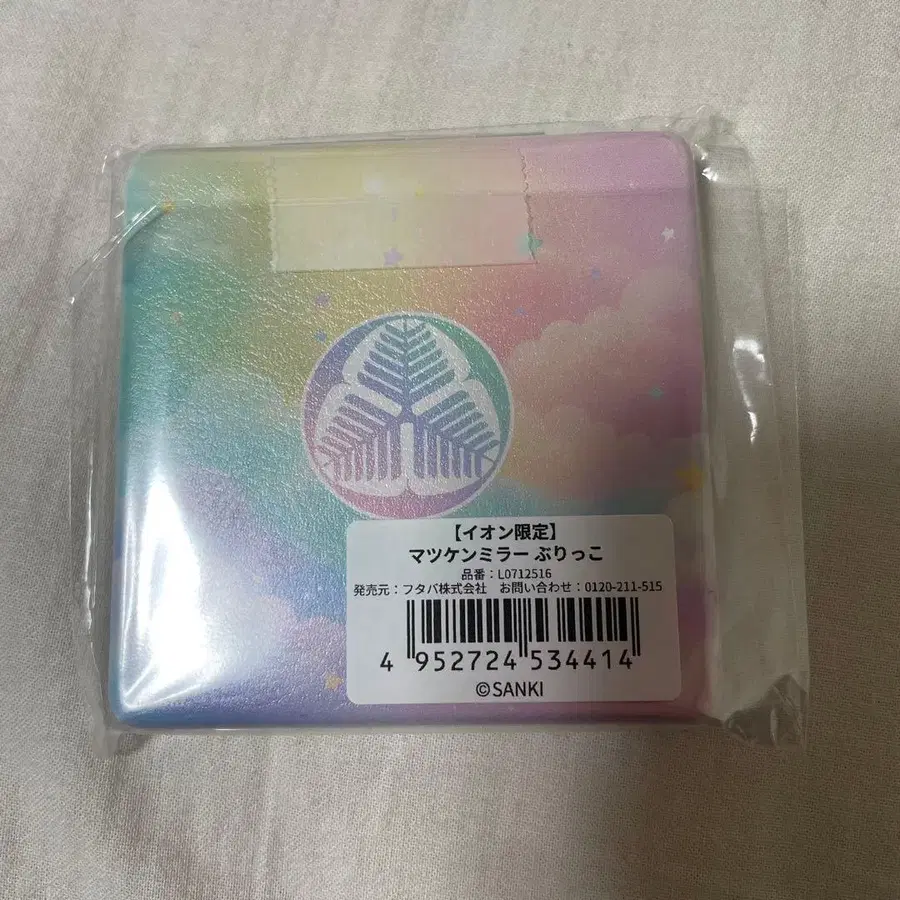 【イオン限定】
マツケンミラー ぶりっこ
品番：L0712516
発売元：フタバ株式会社　お問い合わせ：0120-211-515
4 952724 534414
©SANKI